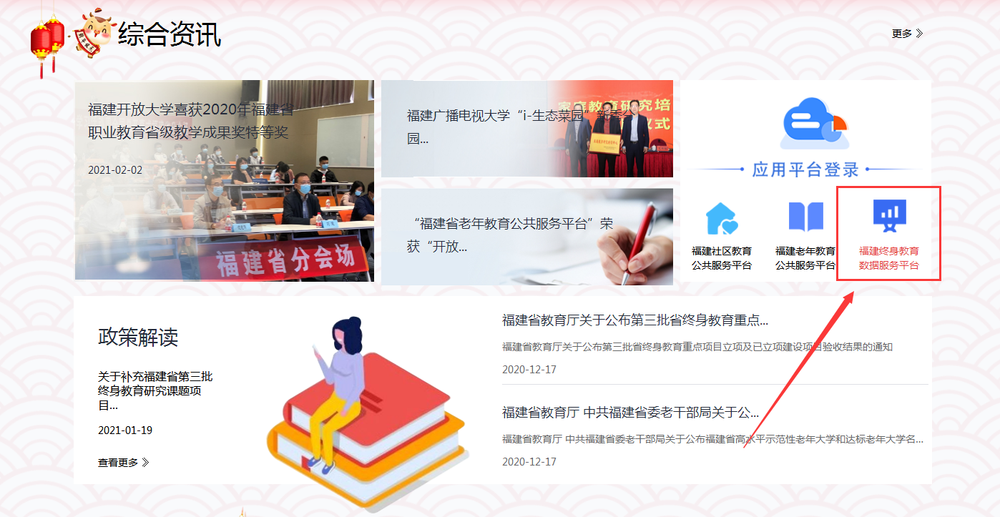 综合资讯
更多
福建开放大学喜获2020年福建省
职业教育省级教学成果奖特等奖
2021-02-02
福建省分会场
福建广播电视大学“i-生态菜园”新香分
园...
“福建省老年教育公共服务平台”荣
获“开放...
应用平台登录
福建社区教育
公共服务平台
福建老年教育
公共服务平台
福建终身教育
数据服务平台
政策解读
关于补充福建省第三批
终身教育研究课题项
目...
2021-01-19
查看更多
福建省教育厅关于公布第三批省终身教育重点...
福建省教育厅关于公布第三批省终身教育重点项目立项及已立项建设项目验收结果的通知
2020-12-17
福建省教育厅 中共福建省委老干部局关于公...
福建省教育厅 中共福建省委老干部局关于公布福建省高水平示范性老年大学和达标老年大学名...
2020-12-17